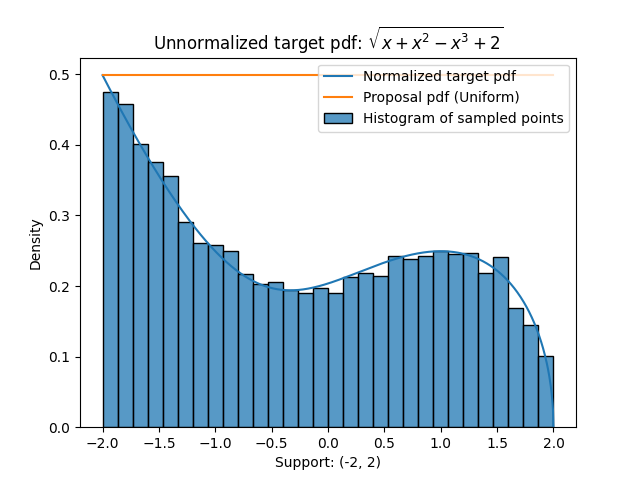 Unnormalized target pdf: √(x + x² − x³ + 2)
Normalized target pdf
Proposal pdf (Uniform)
Histogram of sampled points
Density
0.5
0.4
0.3
0.2
0.1
0.0
−2.0 −1.5 −1.0 −0.5 0.0 0.5 1.0 1.5 2.0
Support: (-2, 2)